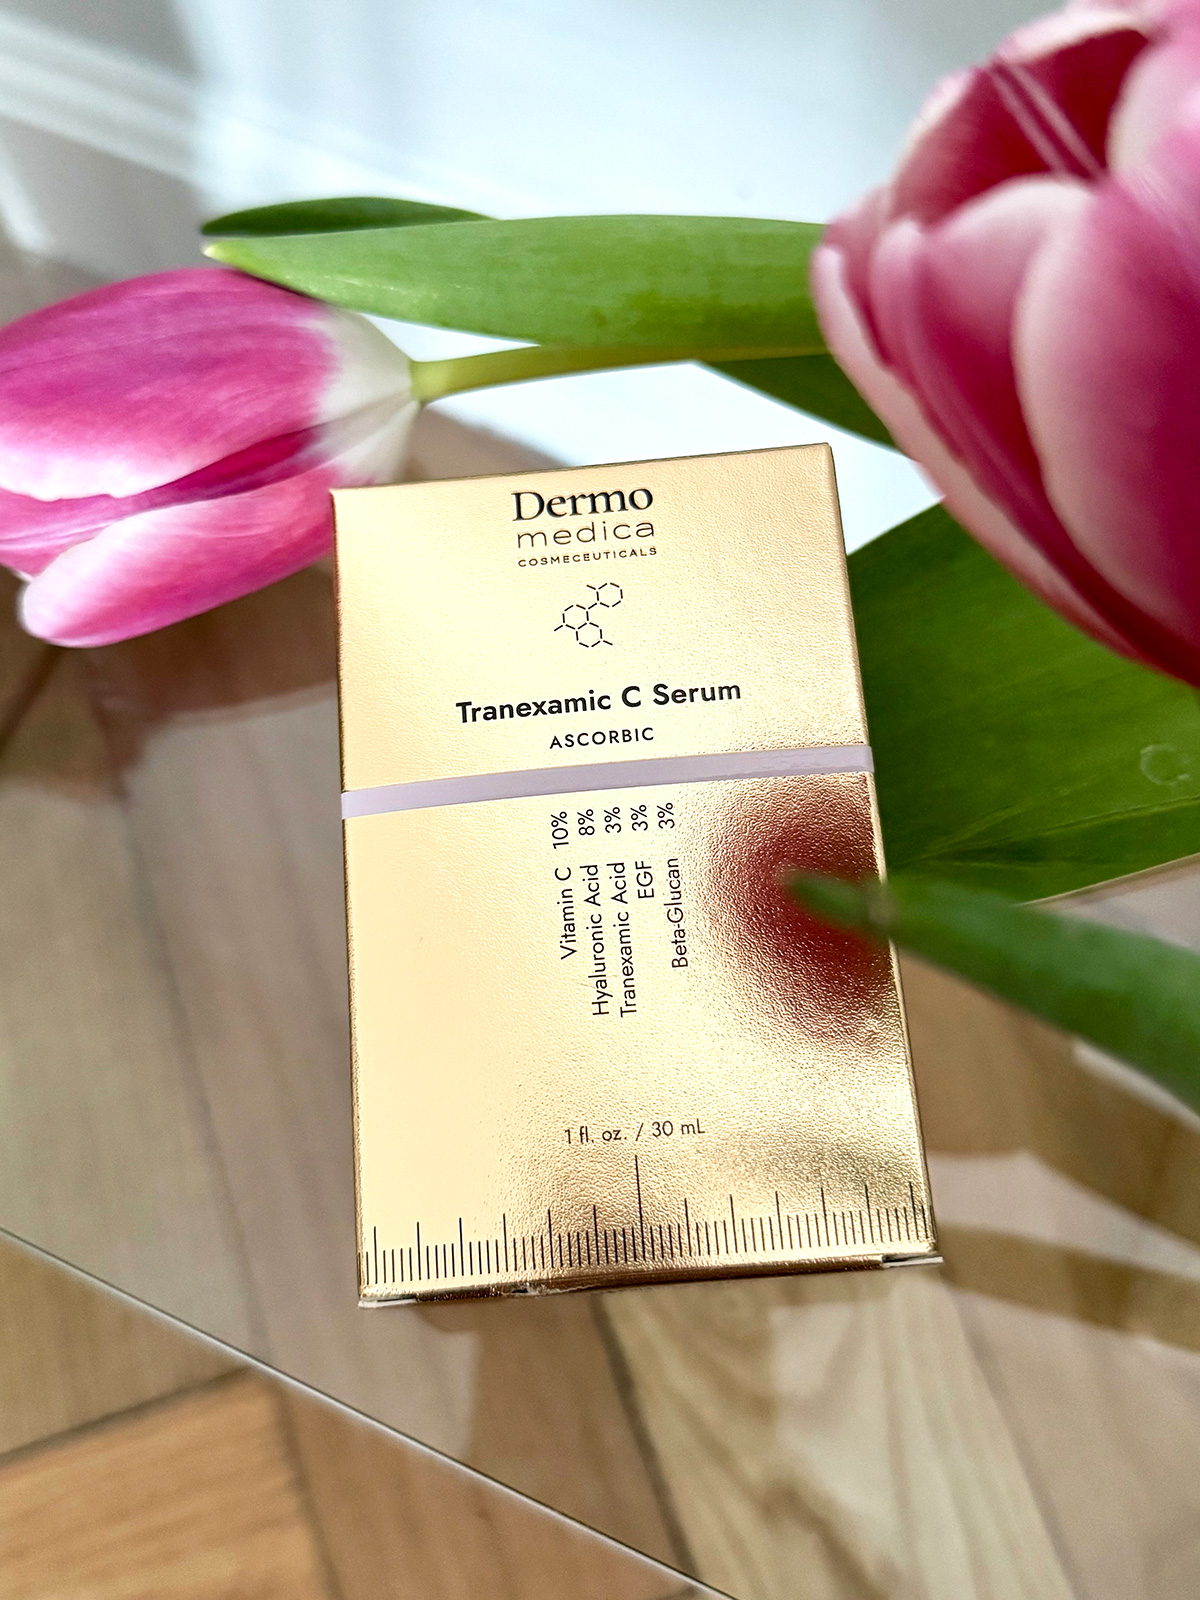 Dermo
medica
COSMECEUTICALS
Tranexamic C Serum
ASCORBIC
Vitamin C 10%
Hyaluronic Acid 8%
Tranexamic Acid 3%
EGF 3%
Beta-Glucan 3%
1 fl. oz. / 30 mL